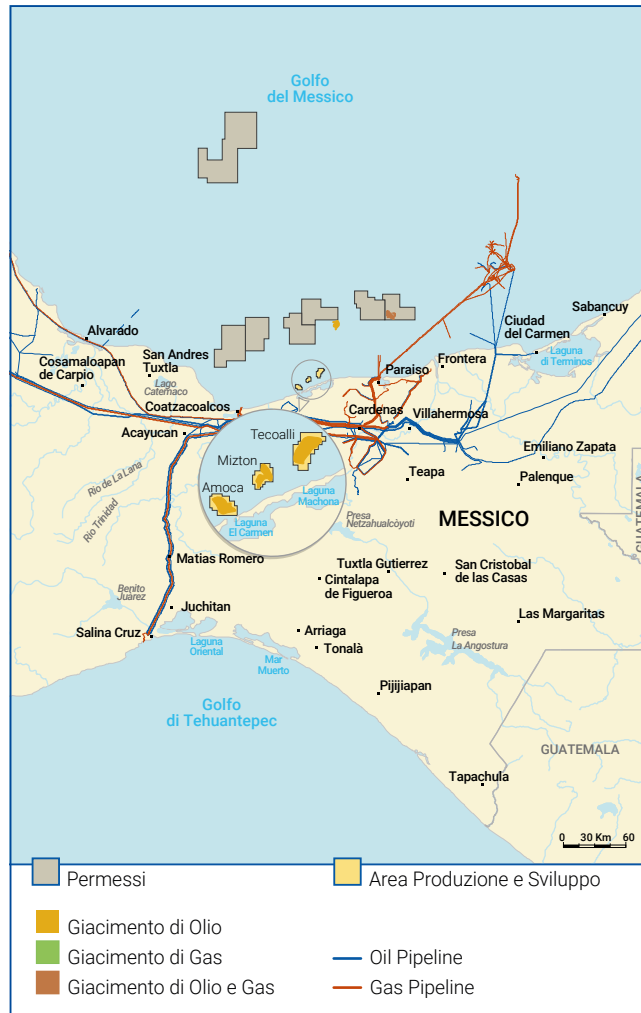 Golfo
del Messico
Sabancuy
Ciudad
del Carmen
Alvarado
Laguna
di Terminos
San Andres
Tuxtla
Cosamaloapan
de Carpio
Frontera
Paraiso
Lago
Catemaco
Coatzacoalcos
Cardenas
Villahermosa
Acayucan
Tecoalli
Emiliano Zapata
Mizton
Teapa
Palenque
Rio de La Lana
Amoca
Laguna
Machona
GUATEMALA
Rio Trinidad
Laguna
El Carmen
Presa
Netzahualcòyoti
MESSICO
Matias Romero
Tuxtla Gutierrez
San Cristobal
de las Casas
Cintalapa
de Figueroa
Benito
Juàrez
Juchitan
Las Margaritas
Salina Cruz
Arriaga
Presa
La Angostura
Laguna
Oriental
Tonalà
Mar
Muerto
Pijijiapan
Golfo
di Tehuantepec
GUATEMALA
Tapachula
0 30 Km 60
Permessi
Area Produzione e Sviluppo
Giacimento di Olio
Giacimento di Gas
Oil Pipeline
Giacimento di Olio e Gas
Gas Pipeline